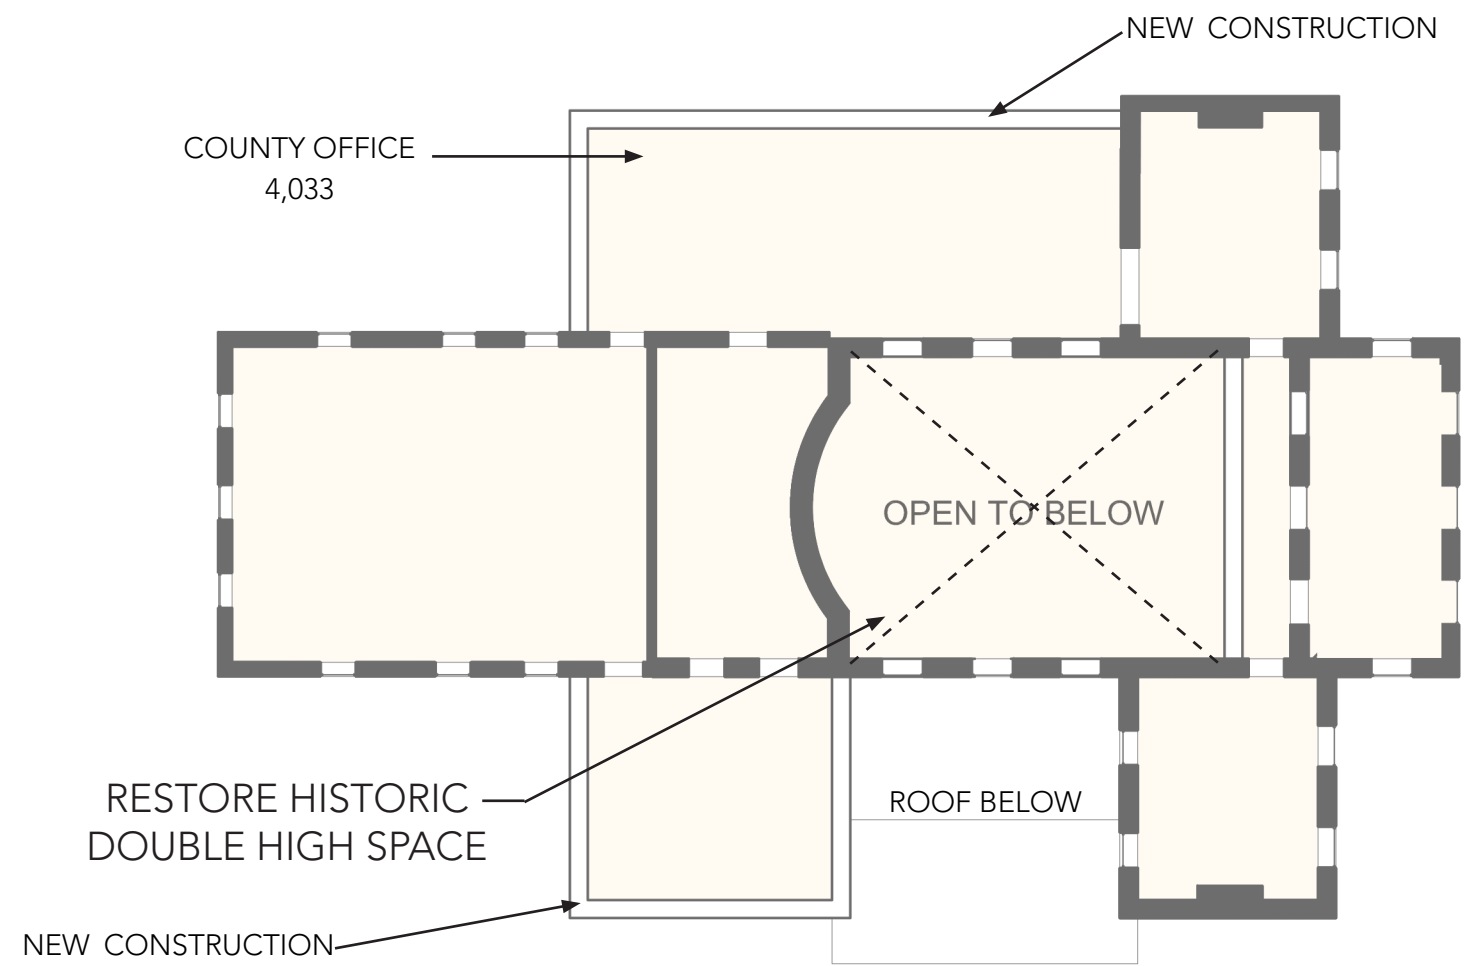 NEW CONSTRUCTION
COUNTY OFFICE
4,033
OPEN TO BELOW
RESTORE HISTORIC
DOUBLE HIGH SPACE
ROOF BELOW
NEW CONSTRUCTION